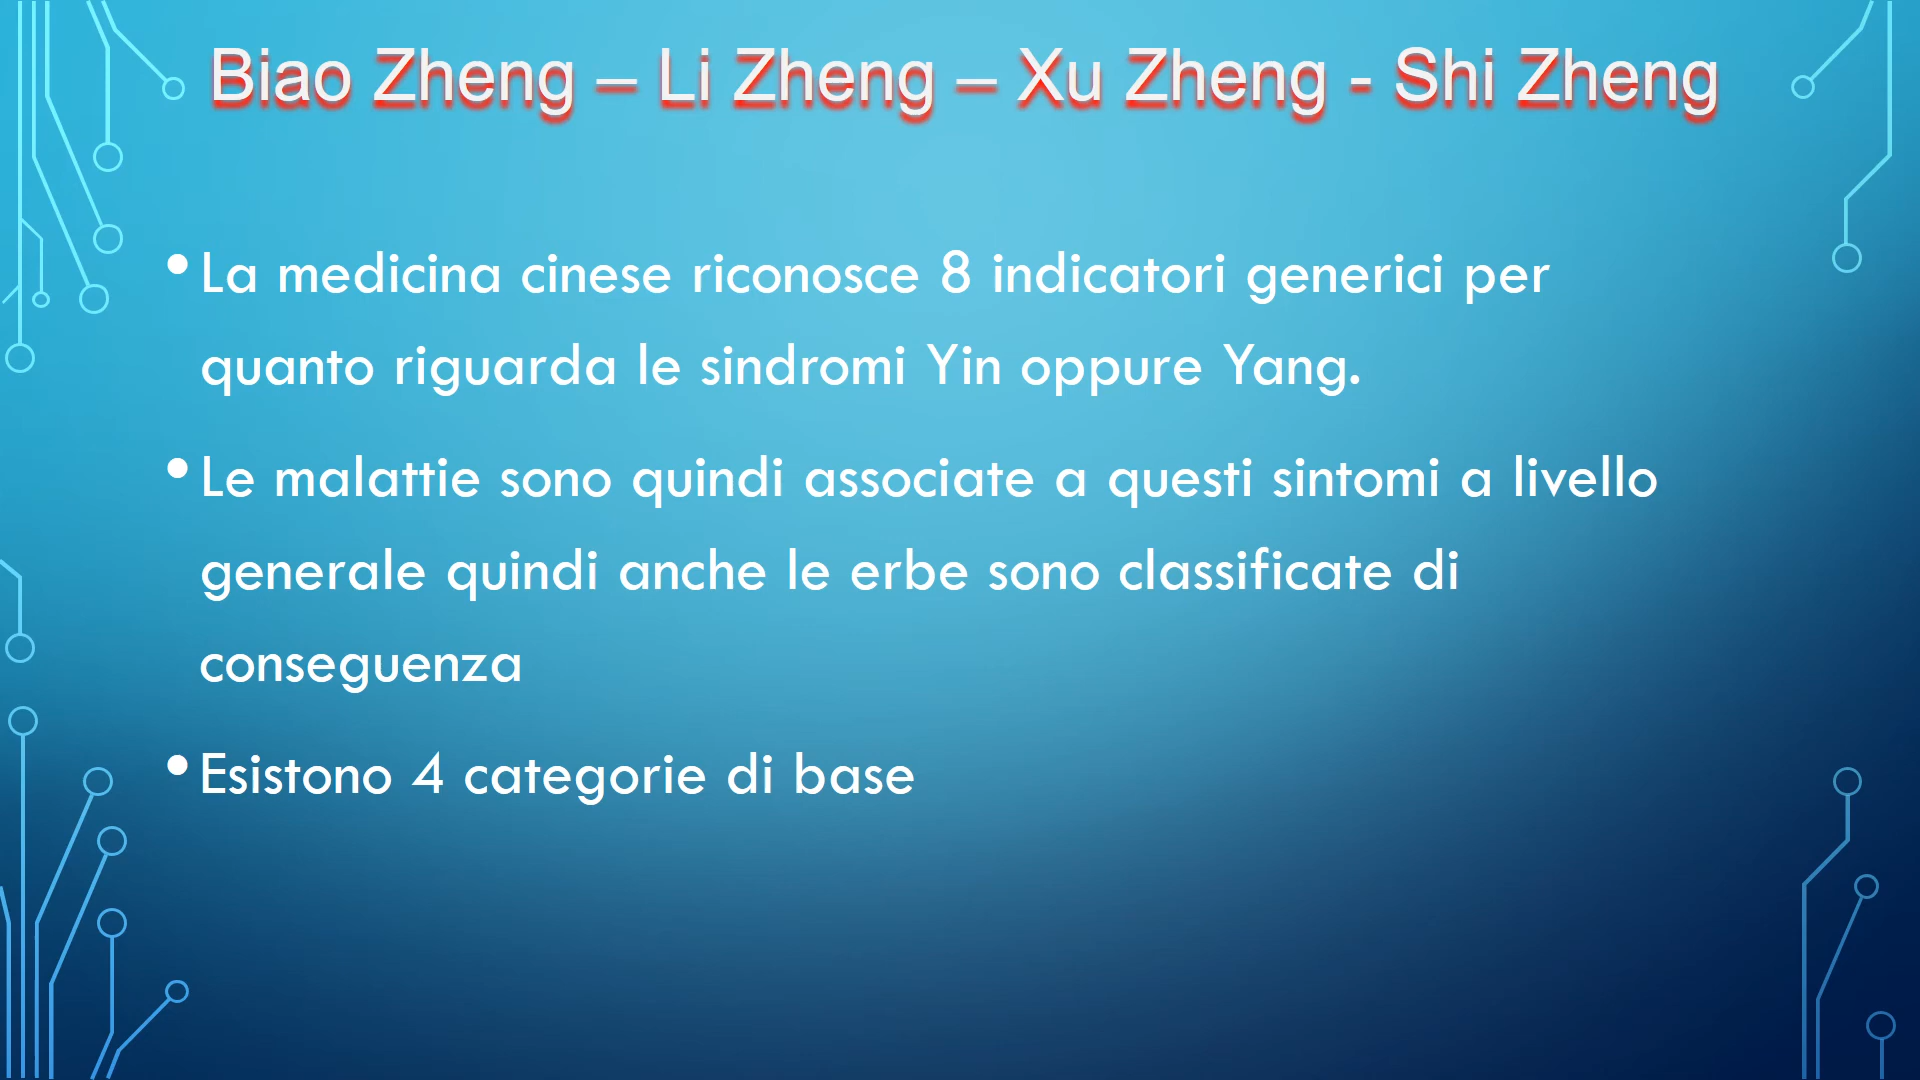 Biao Zheng – Li Zheng – Xu Zheng - Shi Zheng
• La medicina cinese riconosce 8 indicatori generici per
quanto riguarda le sindromi Yin oppure Yang.
• Le malattie sono quindi associate a questi sintomi a livello
generale quindi anche le erbe sono classificate di
conseguenza
• Esistono 4 categorie di base